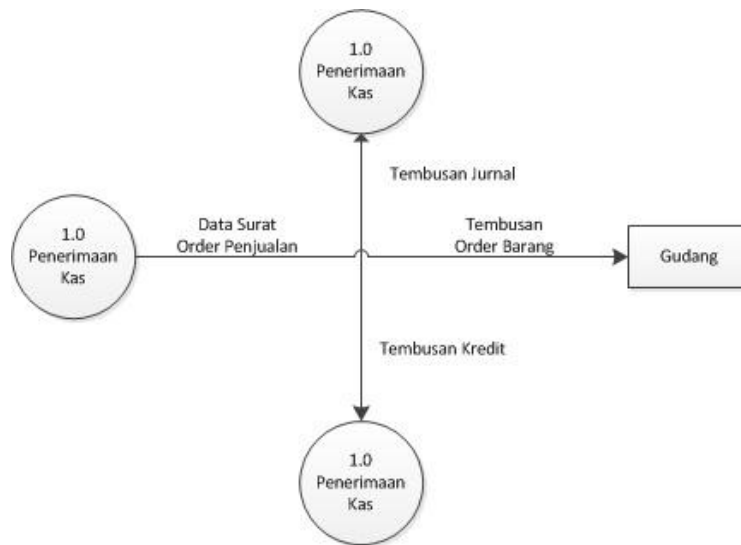 1.0
Penerimaan
Kas
Tembusan Jurnal
1.0
Penerimaan
Kas
Data Surat
Order Penjualan
Tembusan
Order Barang
Gudang
Tembusan Kredit
1.0
Penerimaan
Kas